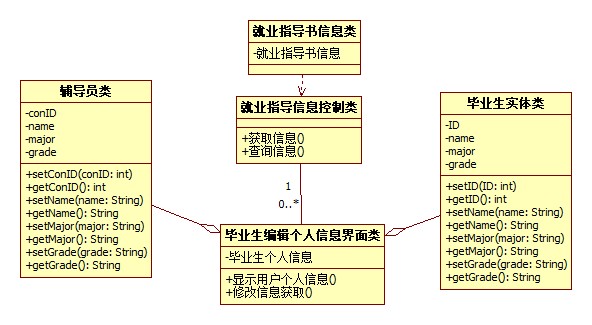 就业指导书信息类
-就业指导书信息
辅导员类
-conID
-name
-major
-grade
+setConID(conID: int)
+getConID(): int
+setName(name: String)
+getName(): String
+setMajor(major: String)
+getMajor(): String
+setGrade(grade: String)
+getGrade(): String
就业指导信息控制类
+获取信息()
+查询信息()
毕业生实体类
-ID
-name
-major
-grade
+setID(ID: int)
+getID(): int
+setName(name: String)
+getName(): String
+setMajor(major: String)
+getMajor(): String
+setGrade(grade: String)
+getGrade(): String
1
0..*
毕业生编辑个人信息界面类
-毕业生个人信息
+显示用户个人信息()
+修改信息获取()